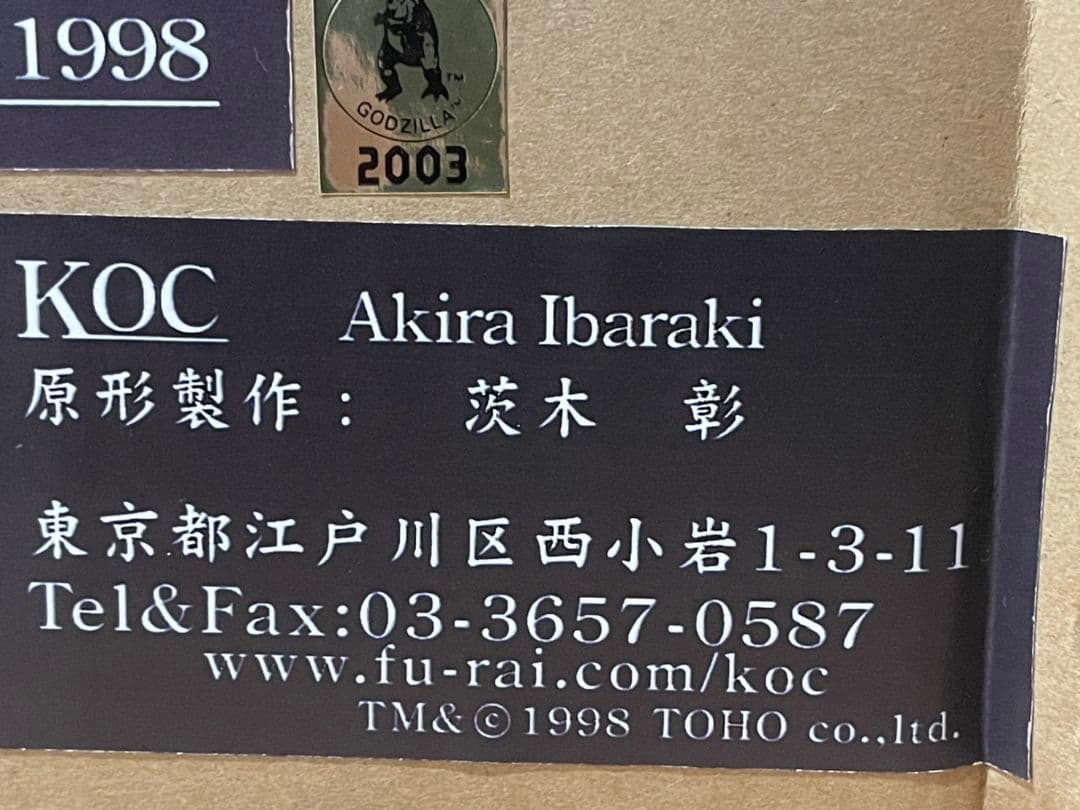 1998
GODZILLA™
2003
KOC Akira Ibaraki
原形製作： 茨木 彰
東京都江戸川区西小岩1-3-11
Tel&Fax:03-3657-0587
www.fu-rai.com/koc
TM&©1998 TOHO co.,ltd.